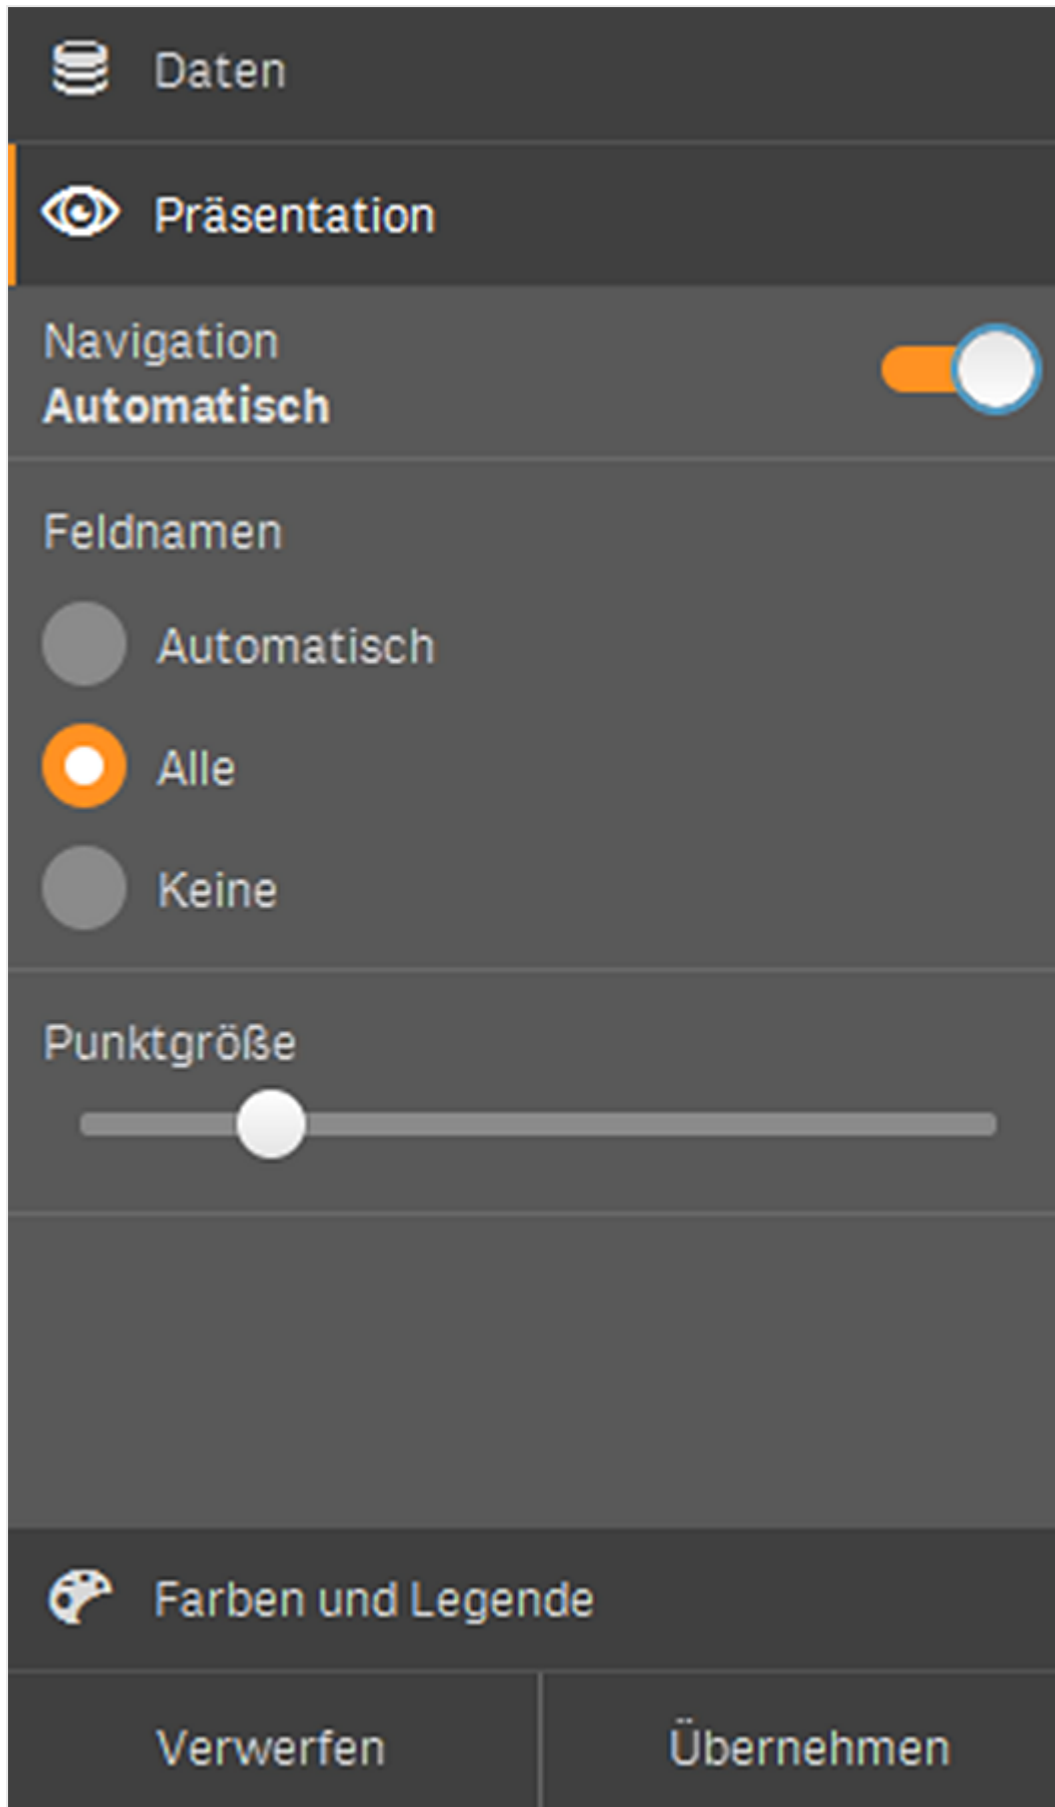 Daten
Präsentation
Navigation
Automatisch
Feldnamen
Automatisch
Alle
Keine
Punktgröße
Farben und Legende
Verwerfen
Übernehmen